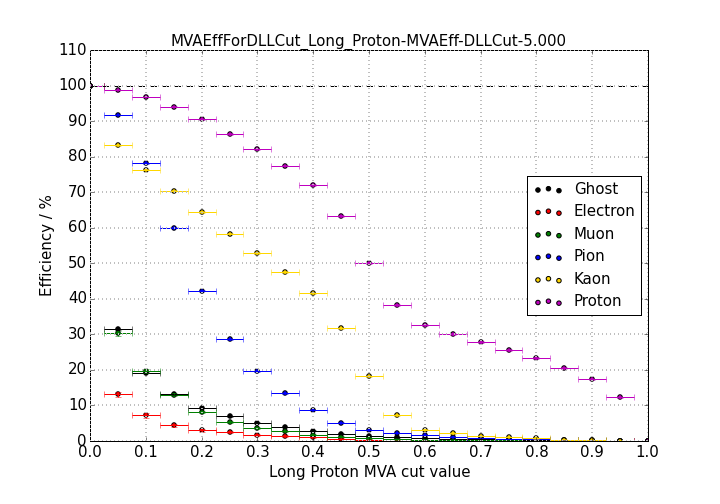 MVAEffForDLLCut_Long_Proton-MVAEff-DLLCut-5.000
110
100
90
80
70
60
50
40
30
20
10
0
Efficiency / %
Ghost
Electron
Muon
Pion
Kaon
Proton
0.0 0.1 0.2 0.3 0.4 0.5 0.6 0.7 0.8 0.9 1.0
Long Proton MVA cut value